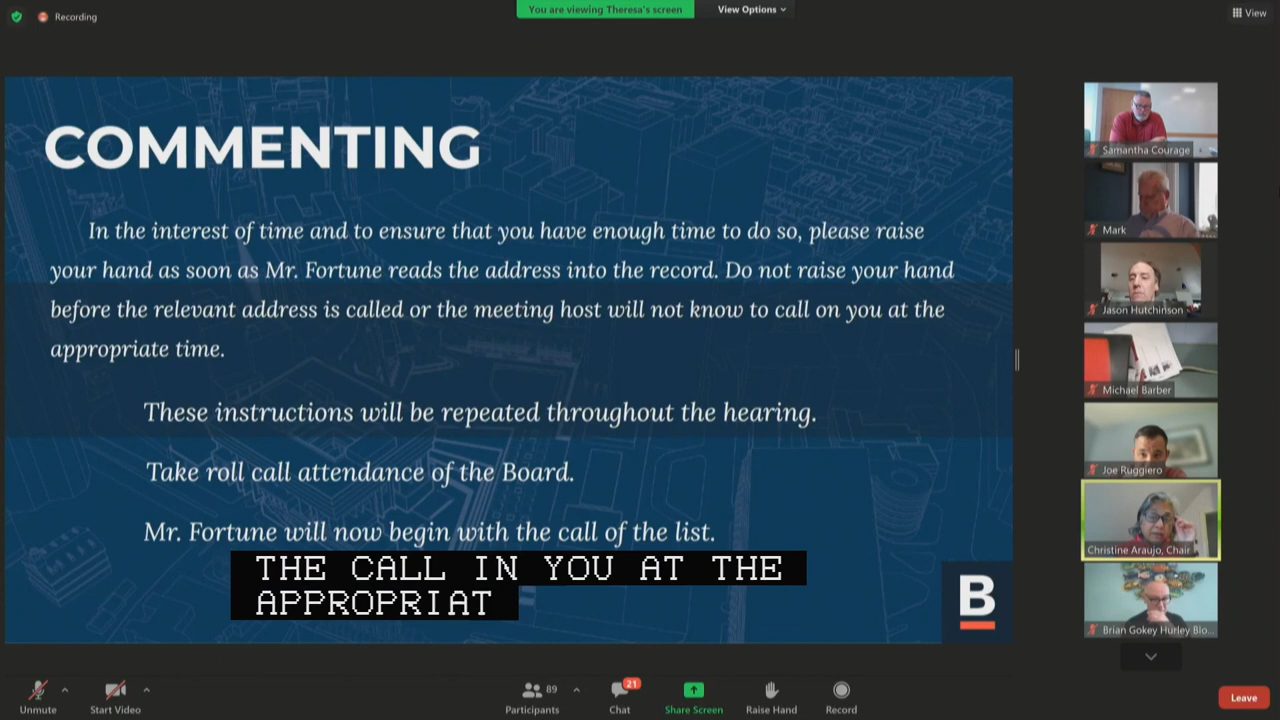 Recording
You are viewing Theresa's screen
View Options
View
COMMENTING
In the interest of time and to ensure that you have enough time to do so, please raise
your hand as soon as Mr. Fortune reads the address into the record. Do not raise your hand
before the relevant address is called or the meeting host will not know to call on you at the
appropriate time.
These instructions will be repeated throughout the hearing.
Take roll call attendance of the Board.
Mr. Fortune will now begin with the call of the list.
THE CALL IN YOU AT THE
APPROPRIAT
B
Samantha Courage
Mark
Jason Hutchinson
Michael Barber
Joe Ruggiero
Christine Araujo, Chair
Brian Gokey Hurley Blo...
Unmute
Start Video
89
Participants
21
Chat
Share Screen
Raise Hand
Record
Leave